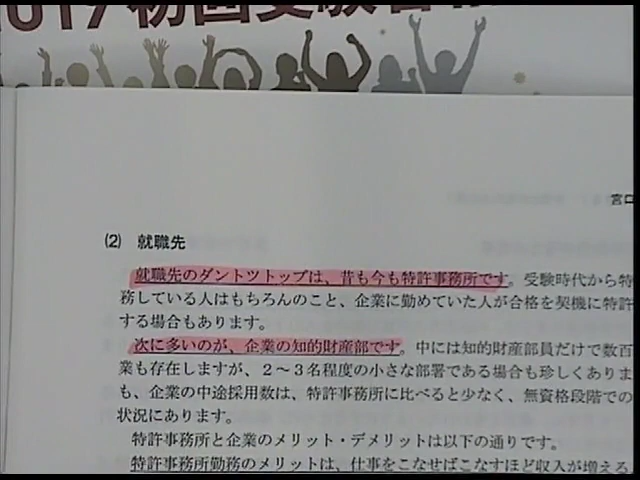 2017 初回受験者
宮口
(2) 就職先
就職先のダントツトップは、昔も今も特許事務所です。受験時代から特
務している人はもちろんのこと、企業に勤めていた人が合格を契機に特許
する場合もあります。
次に多いのが、企業の知的財産部です。中には知的財産部員だけで数百
業も存在しますが、2〜3名程度の小さな部署である場合も珍しくありま
も、企業の中途採用数は、特許事務所に比べると少なく、無資格段階での
状況にあります。
特許事務所と企業のメリット・デメリットは以下の通りです。
特許事務所勤務のメリットは、仕事をこなせばこなすほど収入が増える